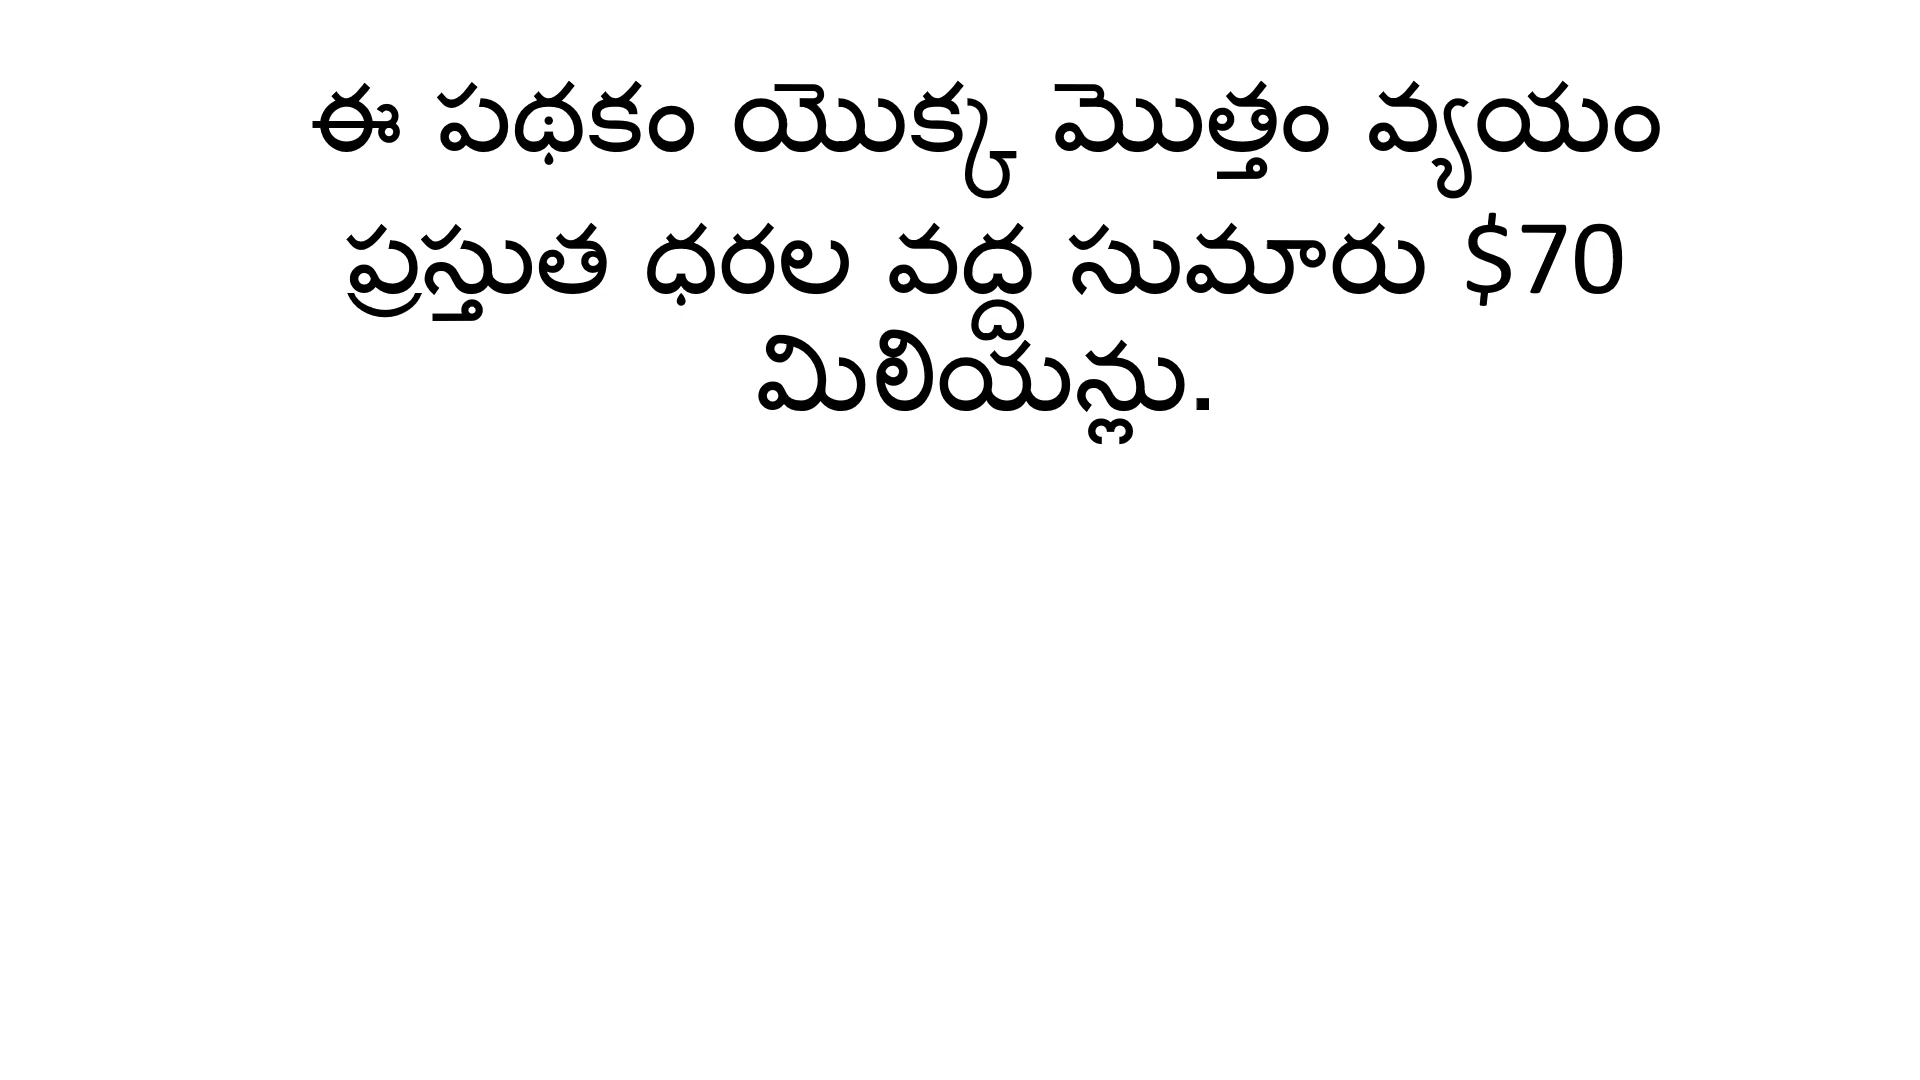 ఈ పథకం యొక్క మొత్తం వ్యయం
ప్రస్తుత ధరల వద్ద సుమారు $70
మిలియన్లు.